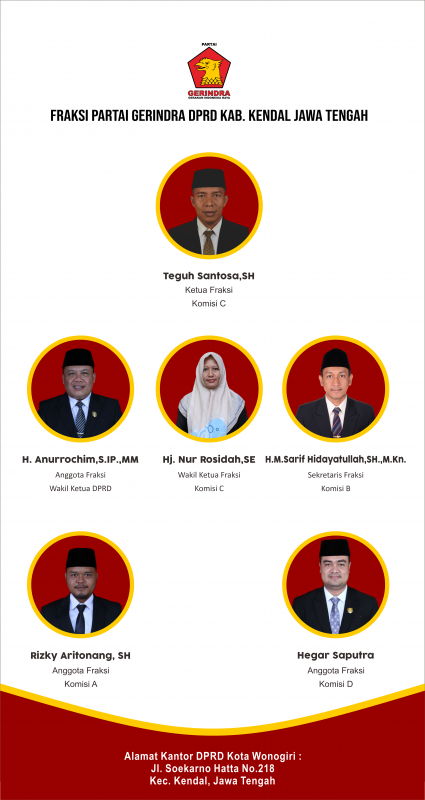 PARTAI
GERINDRA
GERAKAN INDONESIA RAYA
FRAKSI PARTAI GERINDRA DPRD KAB. KENDAL JAWA TENGAH
Teguh Santosa,SH
Ketua Fraksi
Komisi C
H. Anurrochim,S.IP.,MM
Anggota Fraksi
Wakil Ketua DPRD
Hj. Nur Rosidah,SE
Wakil Ketua Fraksi
Komisi C
H.M.Sarif Hidayatullah,SH.,M.Kn.
Sekretaris Fraksi
Komisi B
Rizky Aritonang, SH
Anggota Fraksi
Komisi A
Hegar Saputra
Anggota Fraksi
Komisi D
Alamat Kantor DPRD Kota Wonogiri :
Jl. Soekarno Hatta No.218
Kec. Kendal, Jawa Tengah